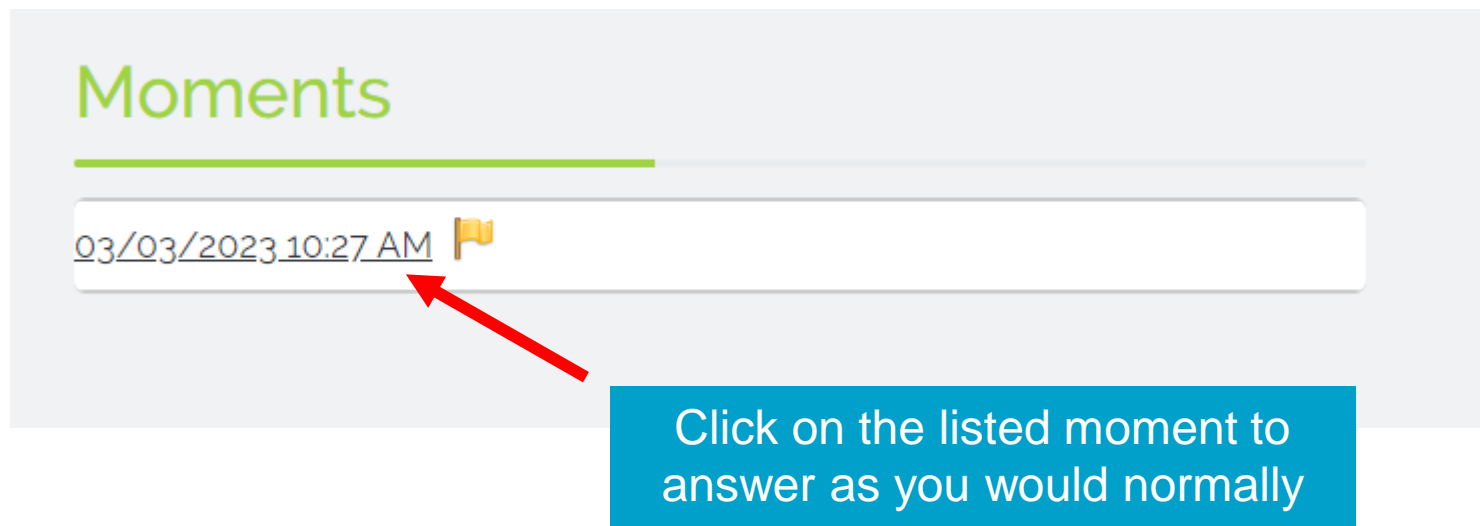 Moments
03/03/2023 10:27 AM
Click on the listed moment to
answer as you would normally